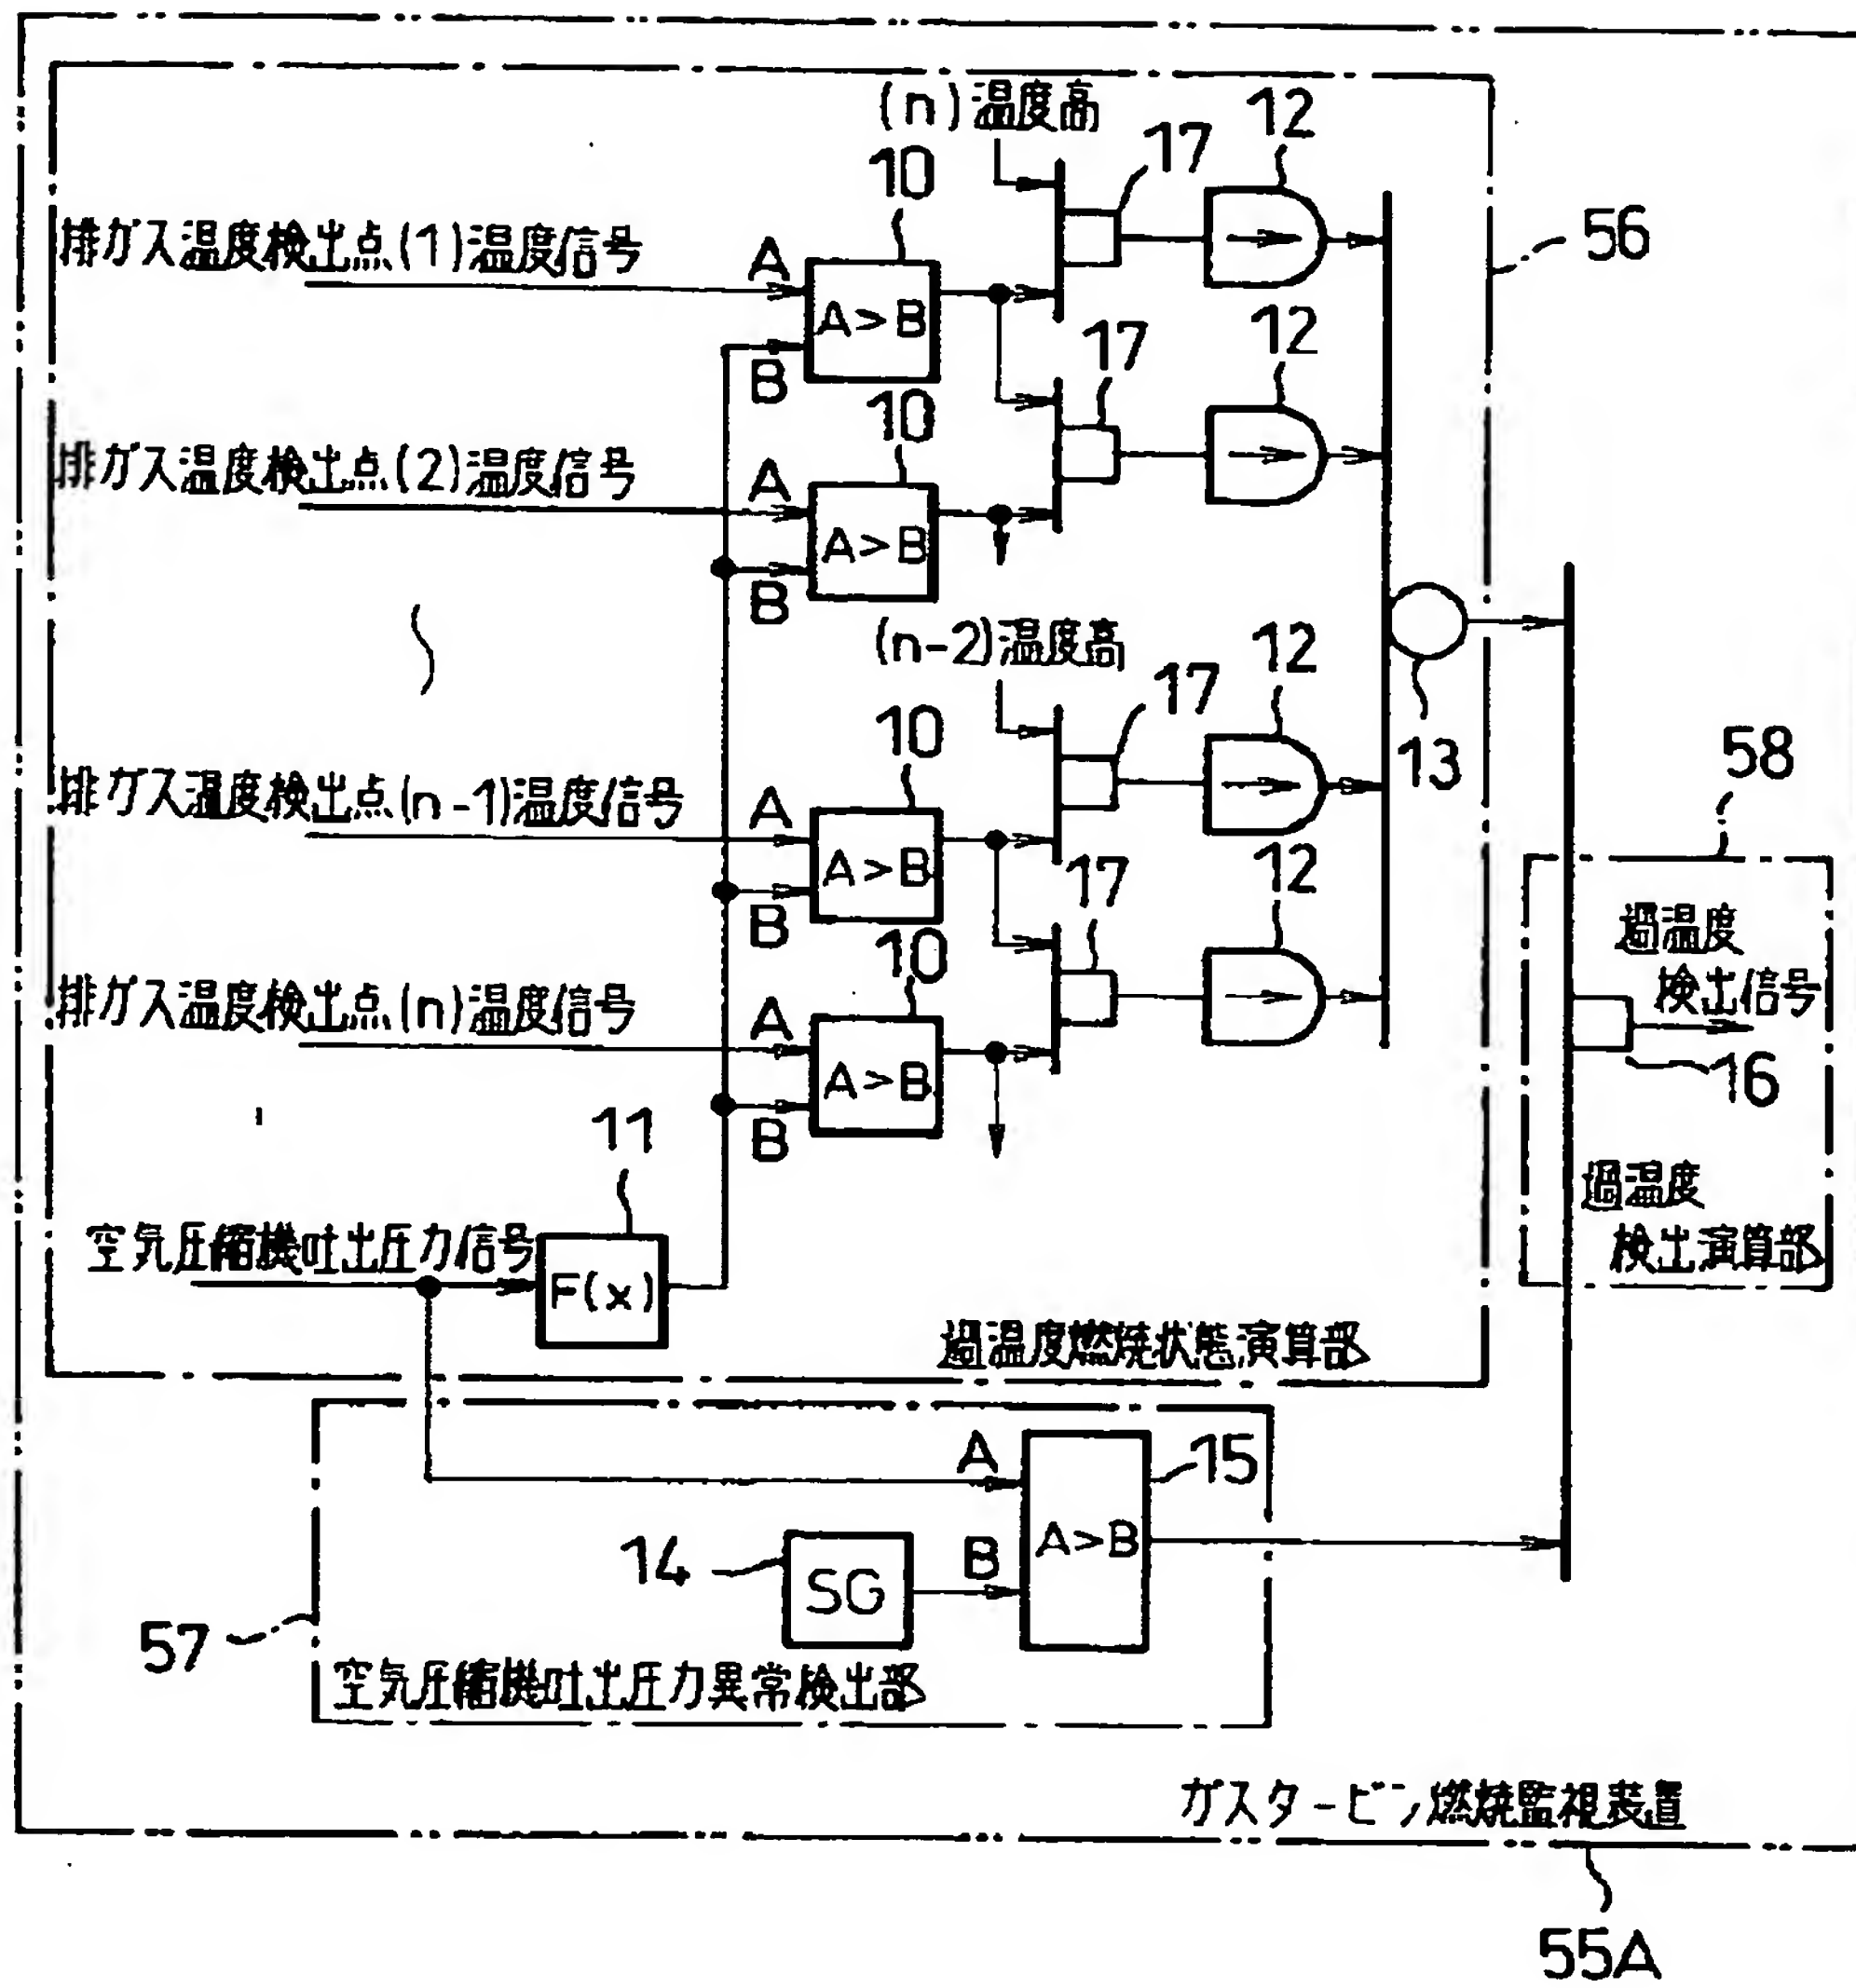 (n)温度高
12
17
10
56
排ガス温度検出点(1)温度信号
A
A>B
B
12
17
10
排ガス温度検出点(2)温度信号
A
A>B
B
(n-2)温度高
12
17
10
13
58
排ガス温度検出点(n-1)温度信号
A
A>B
B
17
12
10
過温度
検出信号
16
排ガス温度検出点(n)温度信号
A
A>B
B
11
過温度
検出演算部
空気圧縮機吐出圧力信号
F(x)
過温度燃焼状態演算部
A
15
A>B
14
SG
B
57
空気圧縮機吐出圧力異常検出部
ガスタービン燃焼監視装置
55A